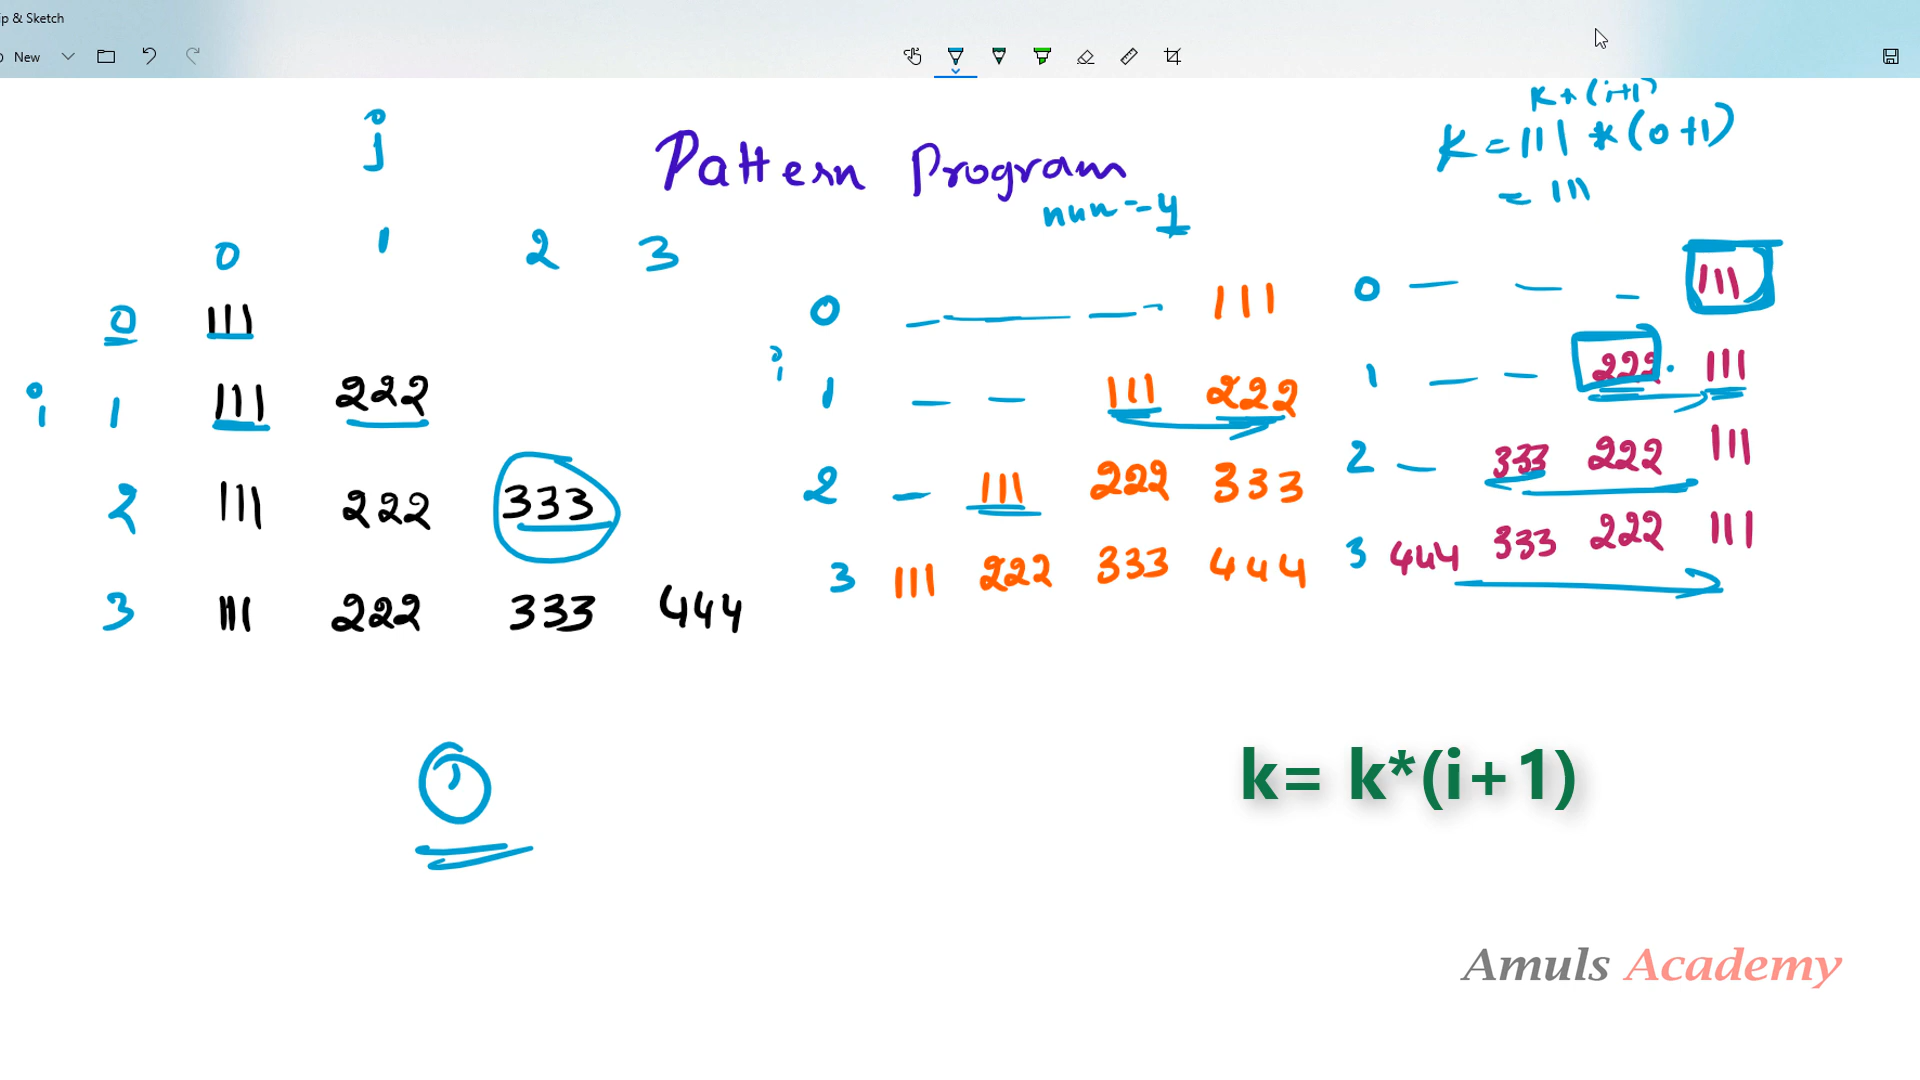 ip & Sketch
New
k*(i+1)
k = 111 *(0+1)
= 111
j
Pattern Program
num = 4
0 1 2 3
0 111
i 1 111 222
2 111 222 333
3 111 222 333 444
0 — — — 111
i 1 — — 111 222
2 — 111 222 333
3 111 222 333 444
0 — — — 111
1 — — 222 111
2 — 333 222 111
3 444 333 222 111
k= k*(i+1)
Amuls Academy